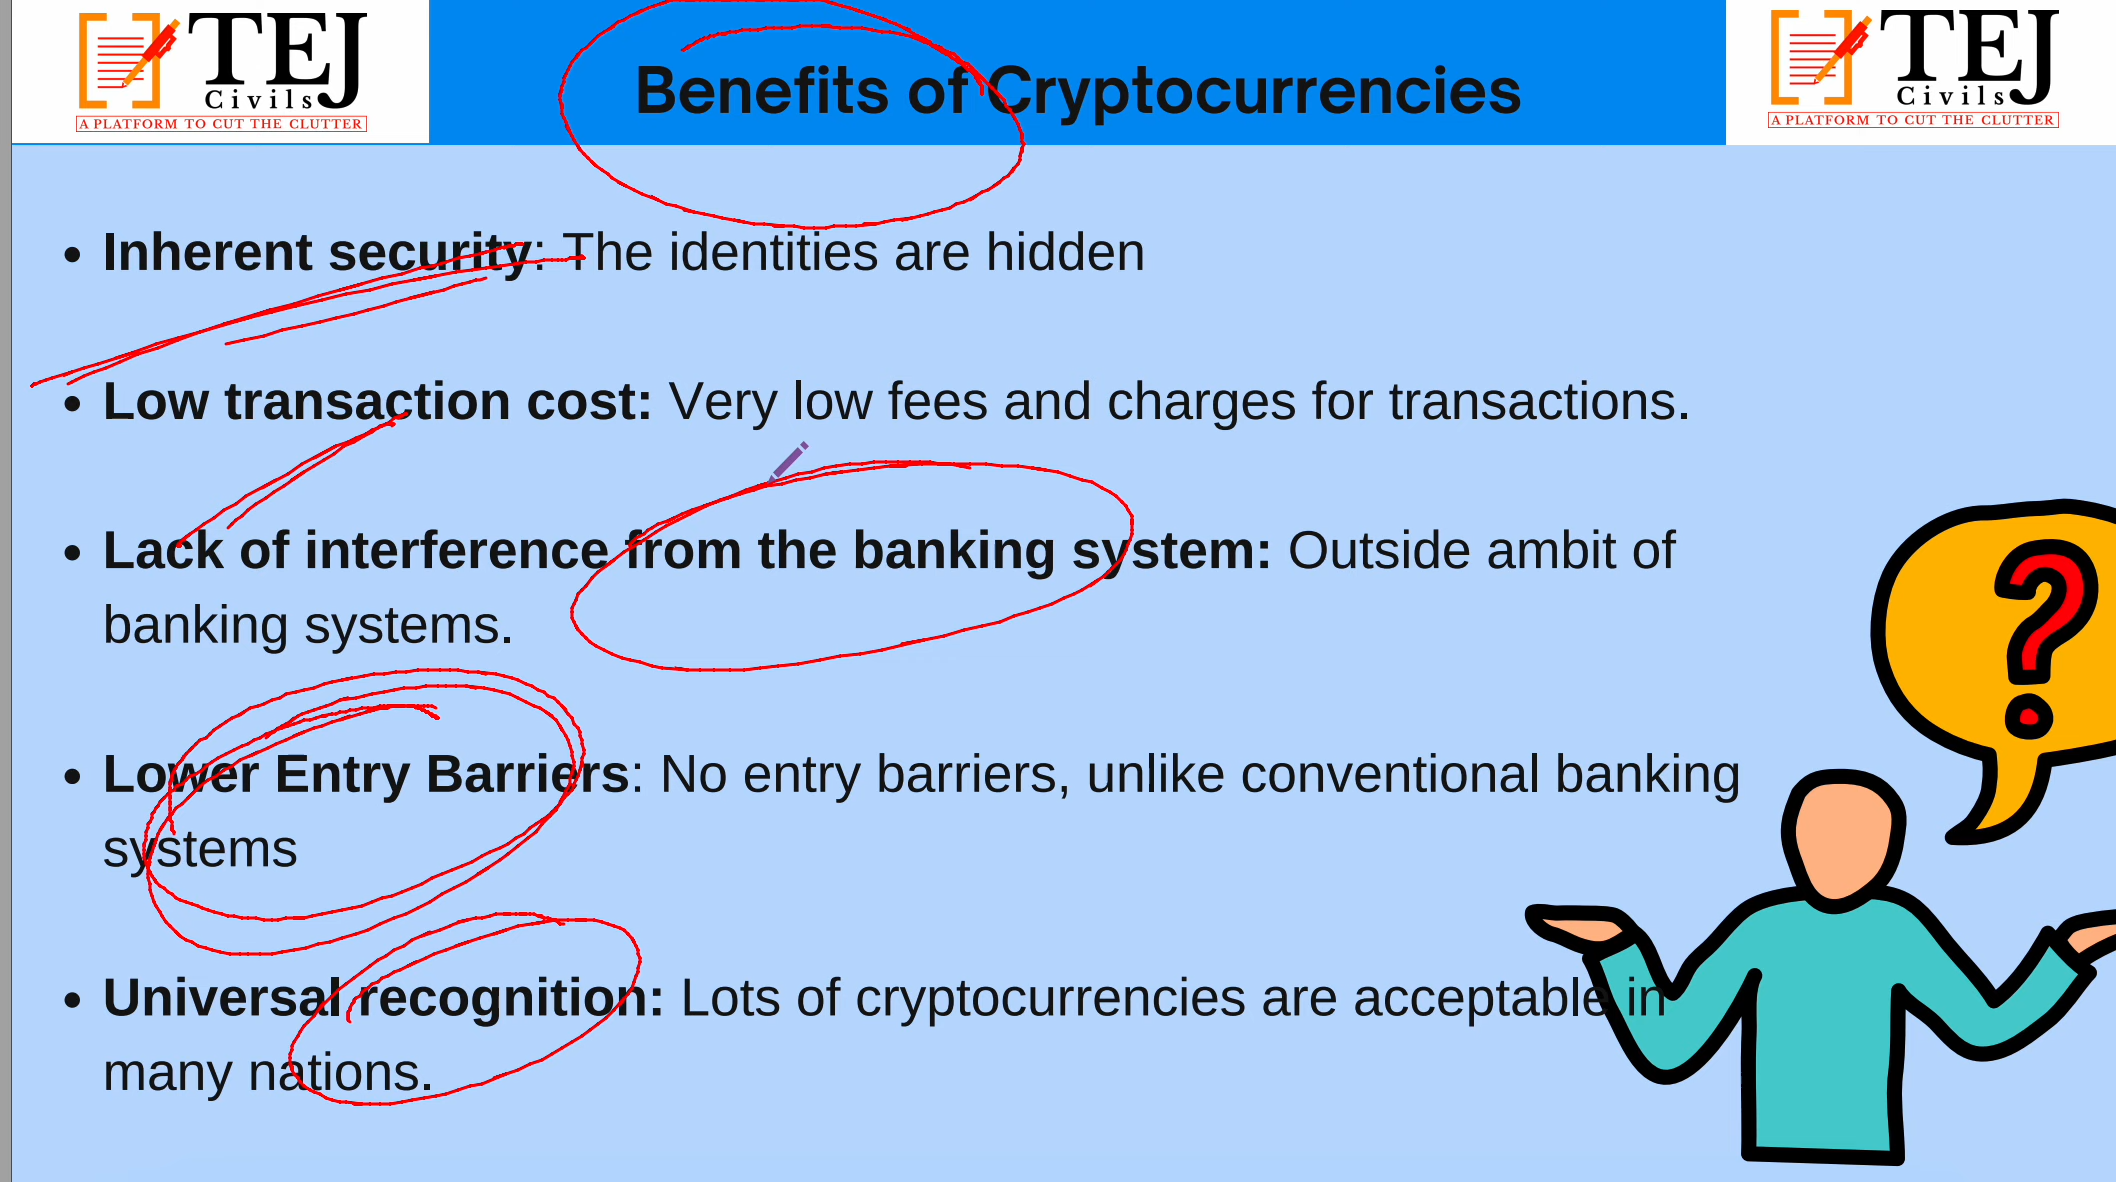 TEJ
Civils
A PLATFORM TO CUT THE CLUTTER
Benefits of Cryptocurrencies
TEJ
Civils
A PLATFORM TO CUT THE CLUTTER
• Inherent security: The identities are hidden
• Low transaction cost: Very low fees and charges for transactions.
• Lack of interference from the banking system: Outside ambit of
banking systems.
• Lower Entry Barriers: No entry barriers, unlike conventional banking
systems
• Universal recognition: Lots of cryptocurrencies are acceptable in
many nations.
?